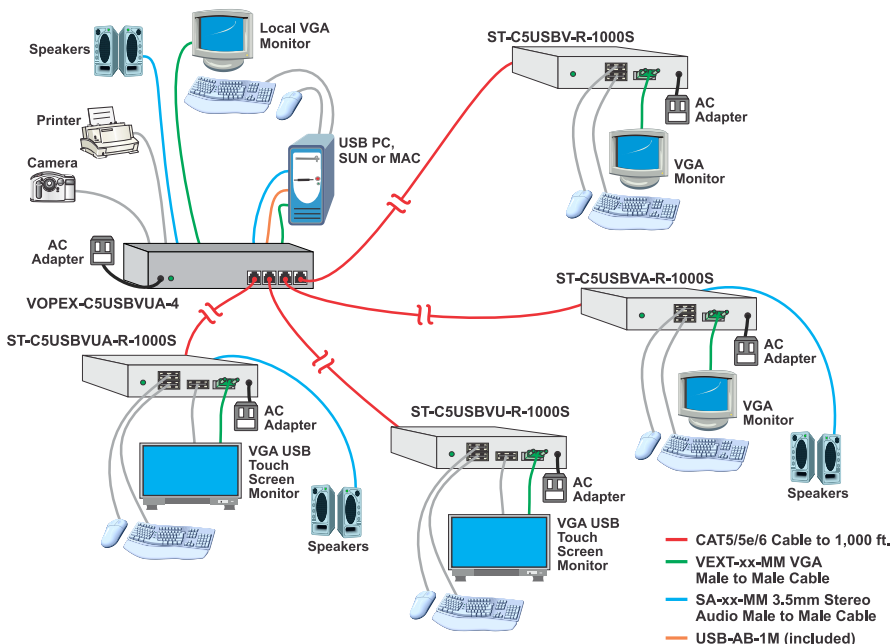 Speakers
Local VGA
Monitor
ST-C5USBV-R-1000S
Printer
AC
Adapter
USB PC,
SUN or MAC
Camera
VGA
Monitor
AC
Adapter
VOPEX-C5USBVUA-4
ST-C5USBVA-R-1000S
ST-C5USBVUA-R-1000S
AC
Adapter
ST-C5USBVU-R-1000S
VGA
Monitor
AC
Adapter
VGA USB
Touch
Screen
Monitor
AC
Adapter
Speakers
Speakers
VGA USB
Touch
Screen
Monitor
CAT5/5e/6 Cable to 1,000 ft.
VEXT-xx-MM VGA
Male to Male Cable
SA-xx-MM 3.5mm Stereo
Audio Male to Male Cable
USB-AB-1M (included)